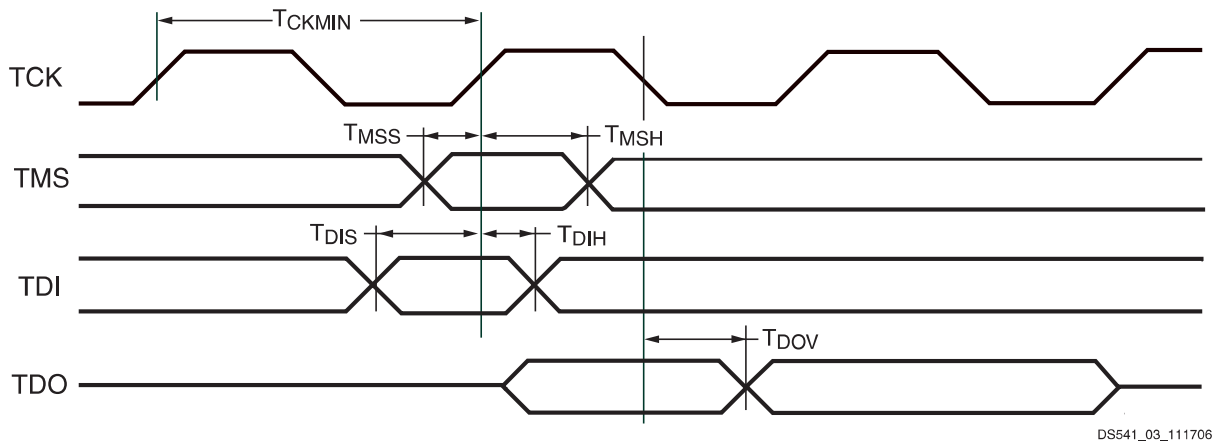 TCKMIN
TCK
TMSS
TMSH
TMS
TDIS
TDIH
TDI
TDOV
TDO
DS541_03_111706